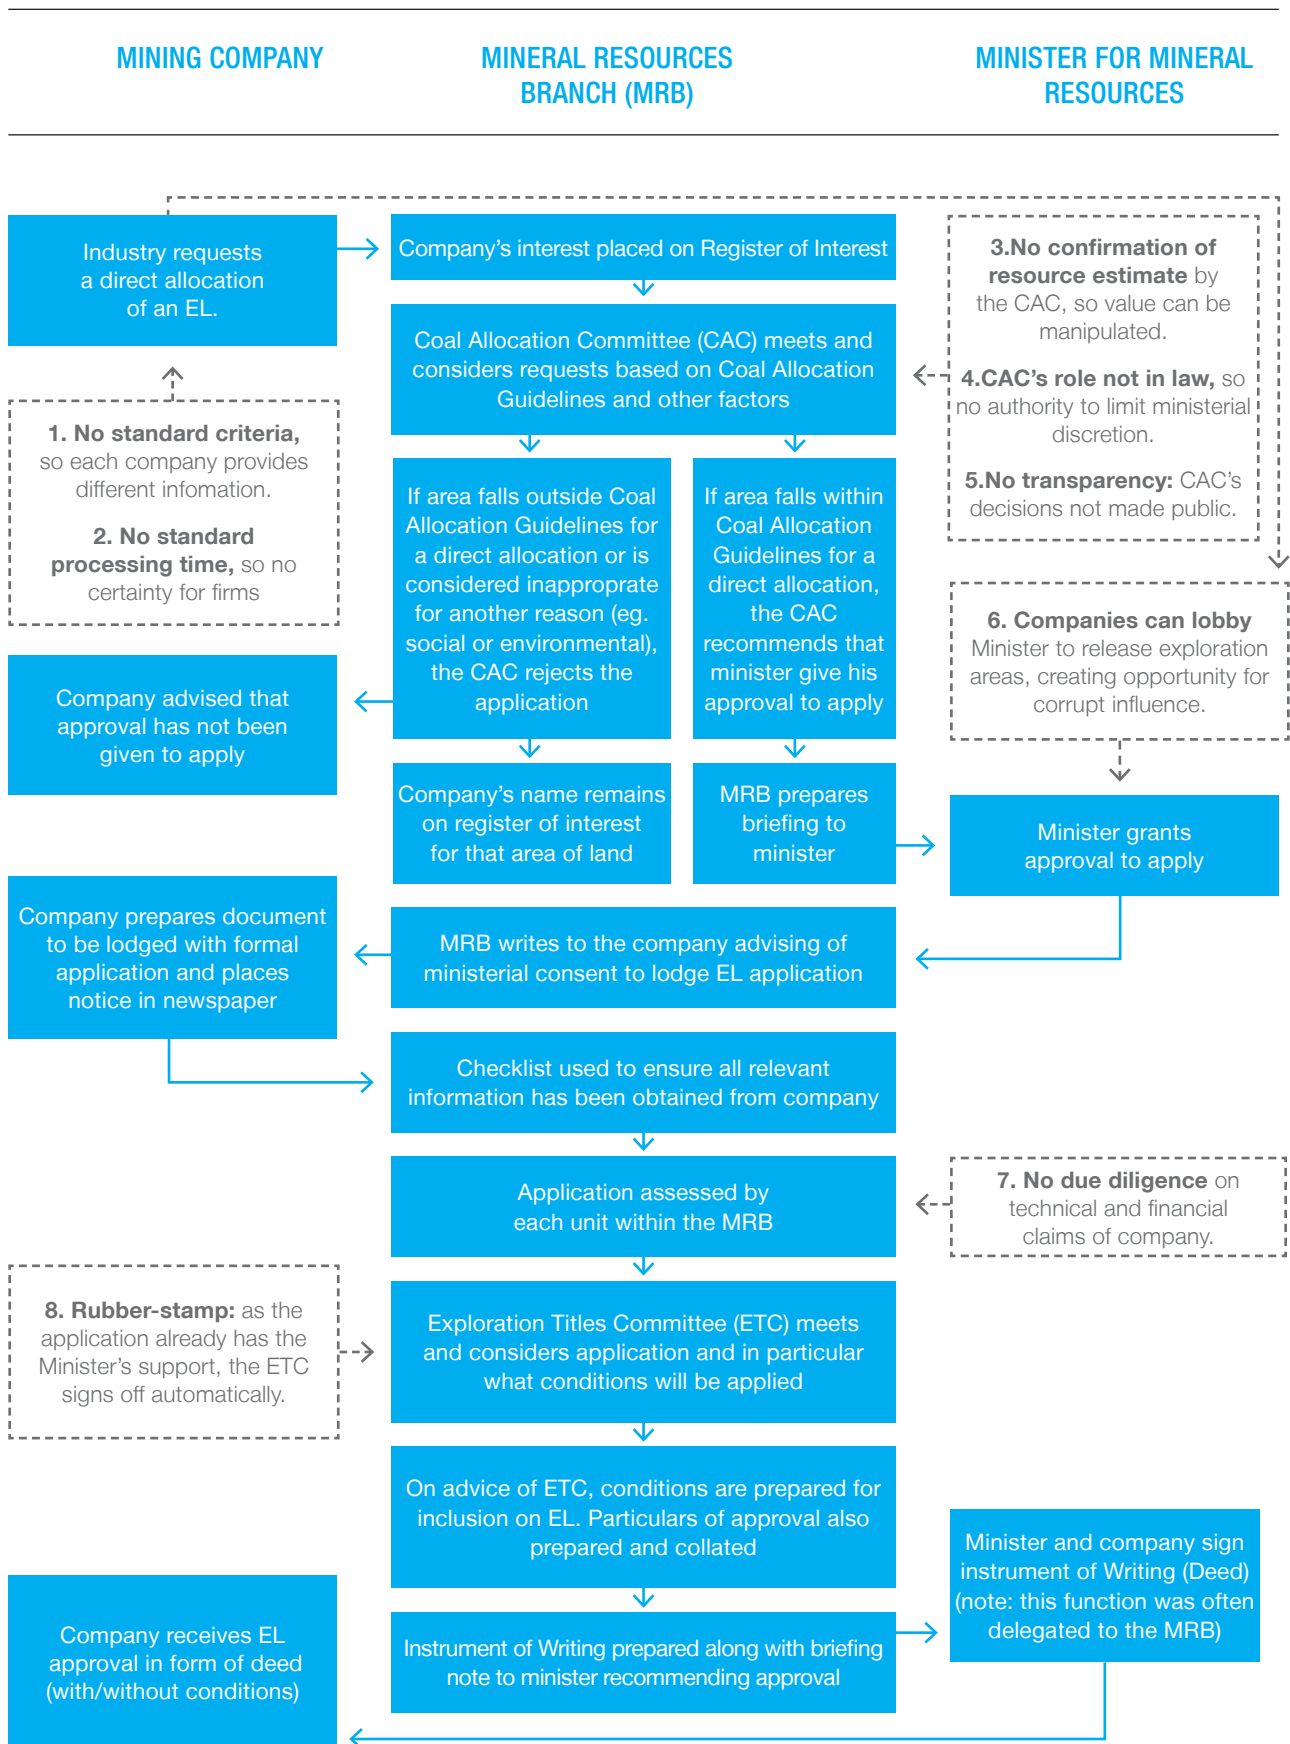 MINING COMPANY
MINERAL RESOURCES
BRANCH (MRB)
MINISTER FOR MINERAL
RESOURCES
Industry requests
a direct allocation
of an EL.
Company's interest placed on Register of Interest
3.No confirmation of
resource estimate by
the CAC, so value can be
manipulated.
4.CAC's role not in law, so
no authority to limit ministerial
discretion.
5.No transparency: CAC's
decisions not made public.
Coal Allocation Committee (CAC) meets and
considers requests based on Coal Allocation
Guidelines and other factors
1. No standard criteria,
so each company provides
different infomation.
2. No standard
processing time, so no
certainty for firms
If area falls outside Coal
Allocation Guidelines for
a direct allocation or is
considered inapproprate
for another reason (eg.
social or environmental),
the CAC rejects the
application
If area falls within
Coal Allocation
Guidelines for a
direct allocation,
the CAC
recommends that
minister give his
approval to apply
6. Companies can lobby
Minister to release exploration
areas, creating opportunity for
corrupt influence.
Company advised that
approval has not been
given to apply
Company's name remains
on register of interest
for that area of land
MRB prepares
briefing to
minister
Minister grants
approval to apply
Company prepares document
to be lodged with formal
application and places
notice in newspaper
MRB writes to the company advising of
ministerial consent to lodge EL application
Checklist used to ensure all relevant
information has been obtained from company
Application assessed by
each unit within the MRB
7. No due diligence on
technical and financial
claims of company.
8. Rubber-stamp: as the
application already has the
Minister's support, the ETC
signs off automatically.
Exploration Titles Committee (ETC) meets
and considers application and in particular
what conditions will be applied
On advice of ETC, conditions are prepared for
inclusion on EL. Particulars of approval also
prepared and collated
Minister and company sign
instrument of Writing (Deed)
(note: this function was often
delegated to the MRB)
Company receives EL
approval in form of deed
(with/without conditions)
Instrument of Writing prepared along with briefing
note to minister recommending approval